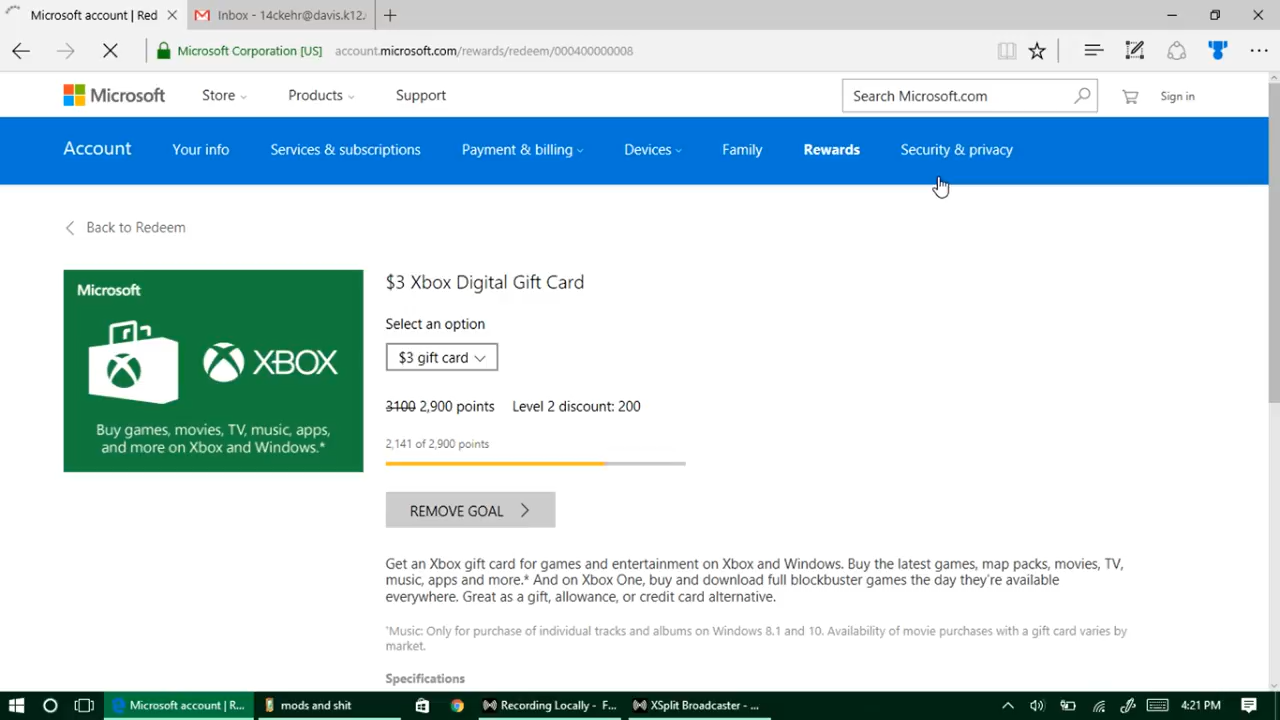 Microsoft account | Red
Inbox - 14ckehr@davis.k12.
Microsoft Corporation [US]
account.microsoft.com/rewards/redeem/000400000008
Microsoft
Store
Products
Support
Search Microsoft.com
Sign in
Account
Your info
Services & subscriptions
Payment & billing
Devices
Family
Rewards
Security & privacy
Back to Redeem
Microsoft
XBOX
Buy games, movies, TV, music, apps,
and more on Xbox and Windows.*
$3 Xbox Digital Gift Card
Select an option
$3 gift card
3100 2,900 points Level 2 discount: 200
2,141 of 2,900 points
REMOVE GOAL
Get an Xbox gift card for games and entertainment on Xbox and Windows. Buy the latest games, map packs, movies, TV,
music, apps and more.* And on Xbox One, buy and download full blockbuster games the day they're available
everywhere. Great as a gift, allowance, or credit card alternative.
*Music: Only for purchase of individual tracks and albums on Windows 8.1 and 10. Availability of movie purchases with a gift card varies by
market.
Specifications
Microsoft account | R...
mods and shit
Recording Locally - F...
XSplit Broadcaster - ...
4:21 PM